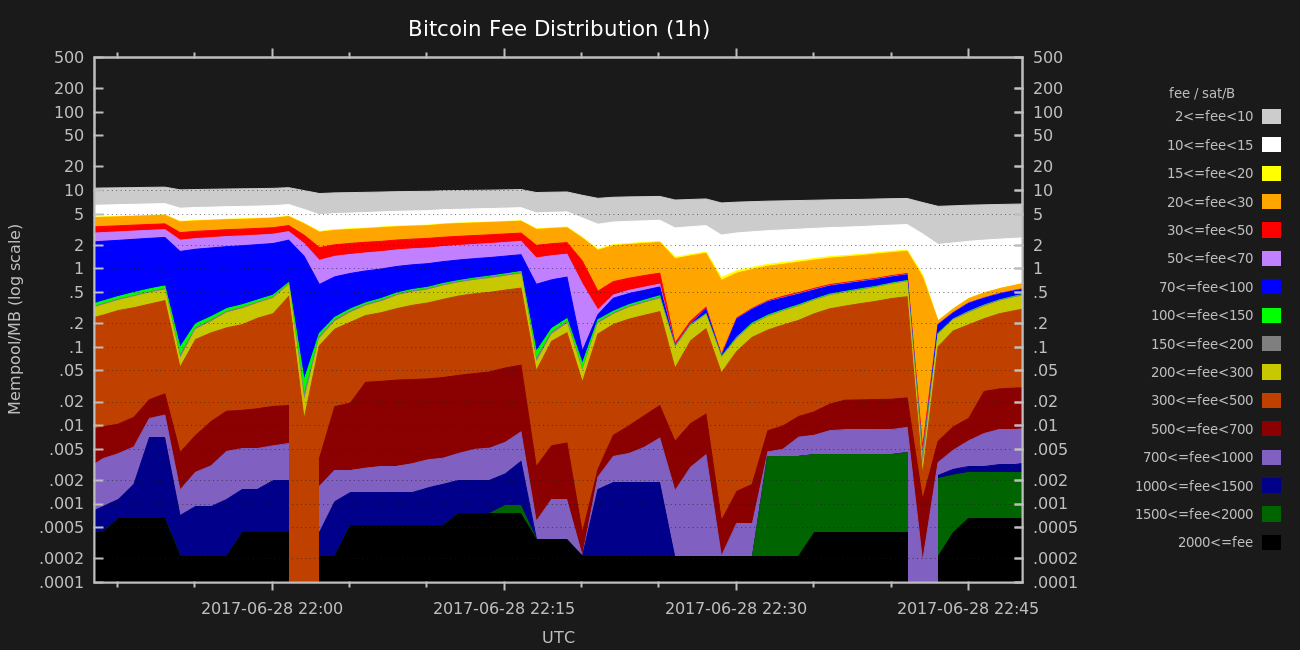 Bitcoin Fee Distribution (1h)
500
200
100
50
20
10
5
2
1
.5
.2
.1
.05
.02
.01
.005
.002
.001
.0005
.0002
.0001
Mempool/MB (log scale)
500
200
100
50
20
10
5
2
1
.5
.2
.1
.05
.02
.01
.005
.002
.001
.0005
.0002
.0001
2017-06-28 22:00
2017-06-28 22:15
2017-06-28 22:30
2017-06-28 22:45
UTC
fee / sat/B
2<=fee<10
10<=fee<15
15<=fee<20
20<=fee<30
30<=fee<50
50<=fee<70
70<=fee<100
100<=fee<150
150<=fee<200
200<=fee<300
300<=fee<500
500<=fee<700
700<=fee<1000
1000<=fee<1500
1500<=fee<2000
2000<=fee